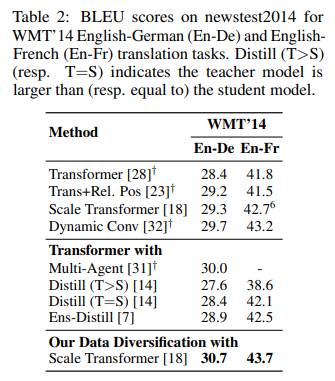 Table 2: BLEU scores on newstest2014 for
WMT'14 English-German (En-De) and English-
French (En-Fr) translation tasks. Distill (T>S)
(resp. T=S) indicates the teacher model is
larger than (resp. equal to) the student model.
Method WMT'14
En-De En-Fr
Transformer [28]† 28.4 41.8
Trans+Rel. Pos [23]† 29.2 41.5
Scale Transformer [18] 29.3 42.7⁶
Dynamic Conv [32]† 29.7 43.2
Transformer with
Multi-Agent [31]† 30.0 -
Distill (T>S) [14] 27.6 38.6
Distill (T=S) [14] 28.4 42.1
Ens-Distill [7] 28.9 42.5
Our Data Diversification with
Scale Transformer [18] 30.7 43.7